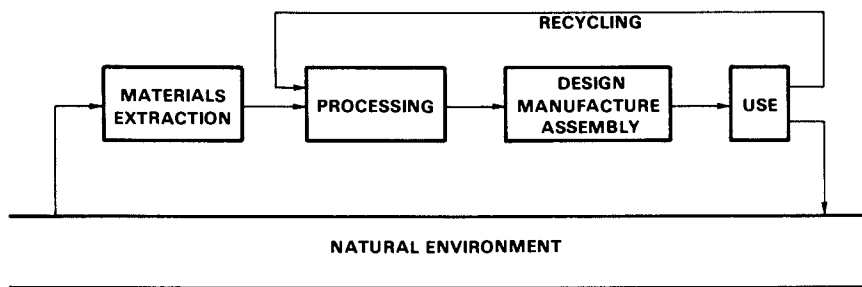 RECYCLING
MATERIALS
EXTRACTION
PROCESSING
DESIGN
MANUFACTURE
ASSEMBLY
USE
NATURAL ENVIRONMENT